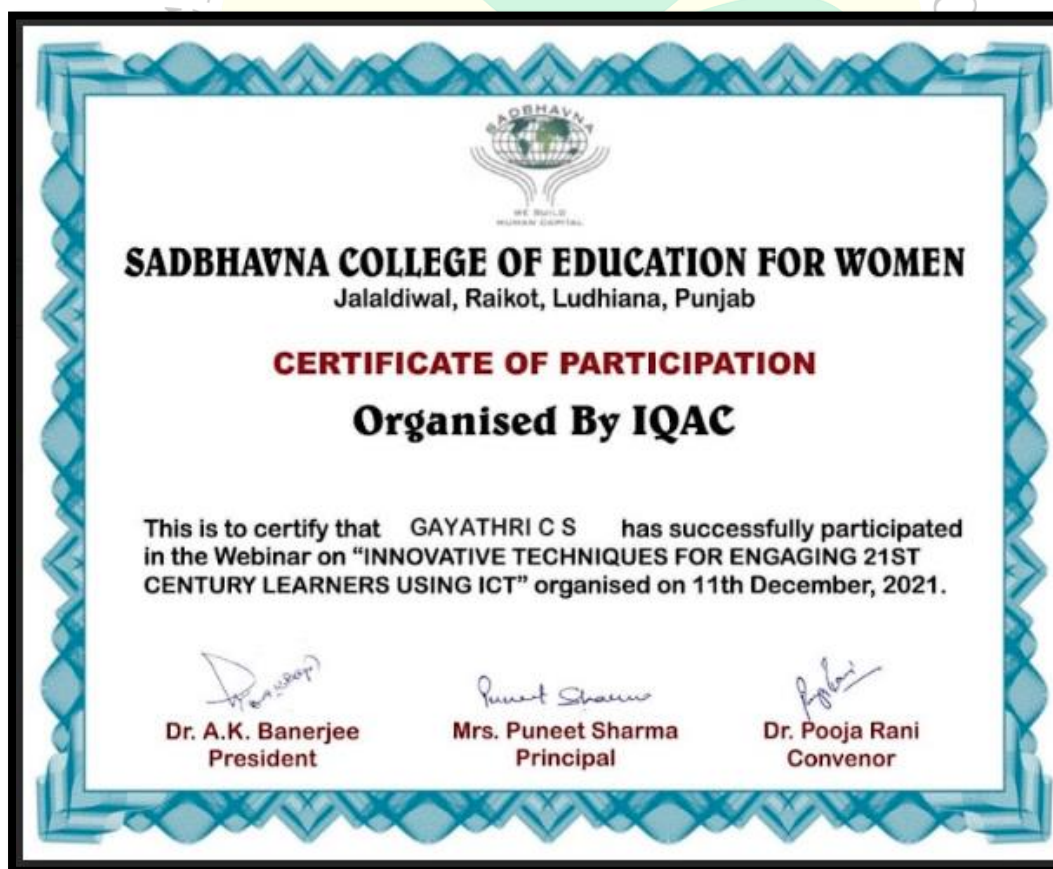 SADBHAVNA
WE BUILD
HUMAN CAPITAL
SADBHAVNA COLLEGE OF EDUCATION FOR WOMEN
Jalaldiwal, Raikot, Ludhiana, Punjab
CERTIFICATE OF PARTICIPATION
Organised By IQAC
This is to certify that GAYATHRI C S has successfully participated
in the Webinar on “INNOVATIVE TECHNIQUES FOR ENGAGING 21ST
CENTURY LEARNERS USING ICT” organised on 11th December, 2021.
Puneet Sharma
Dr. A.K. Banerjee Mrs. Puneet Sharma Dr. Pooja Rani
President Principal Convenor